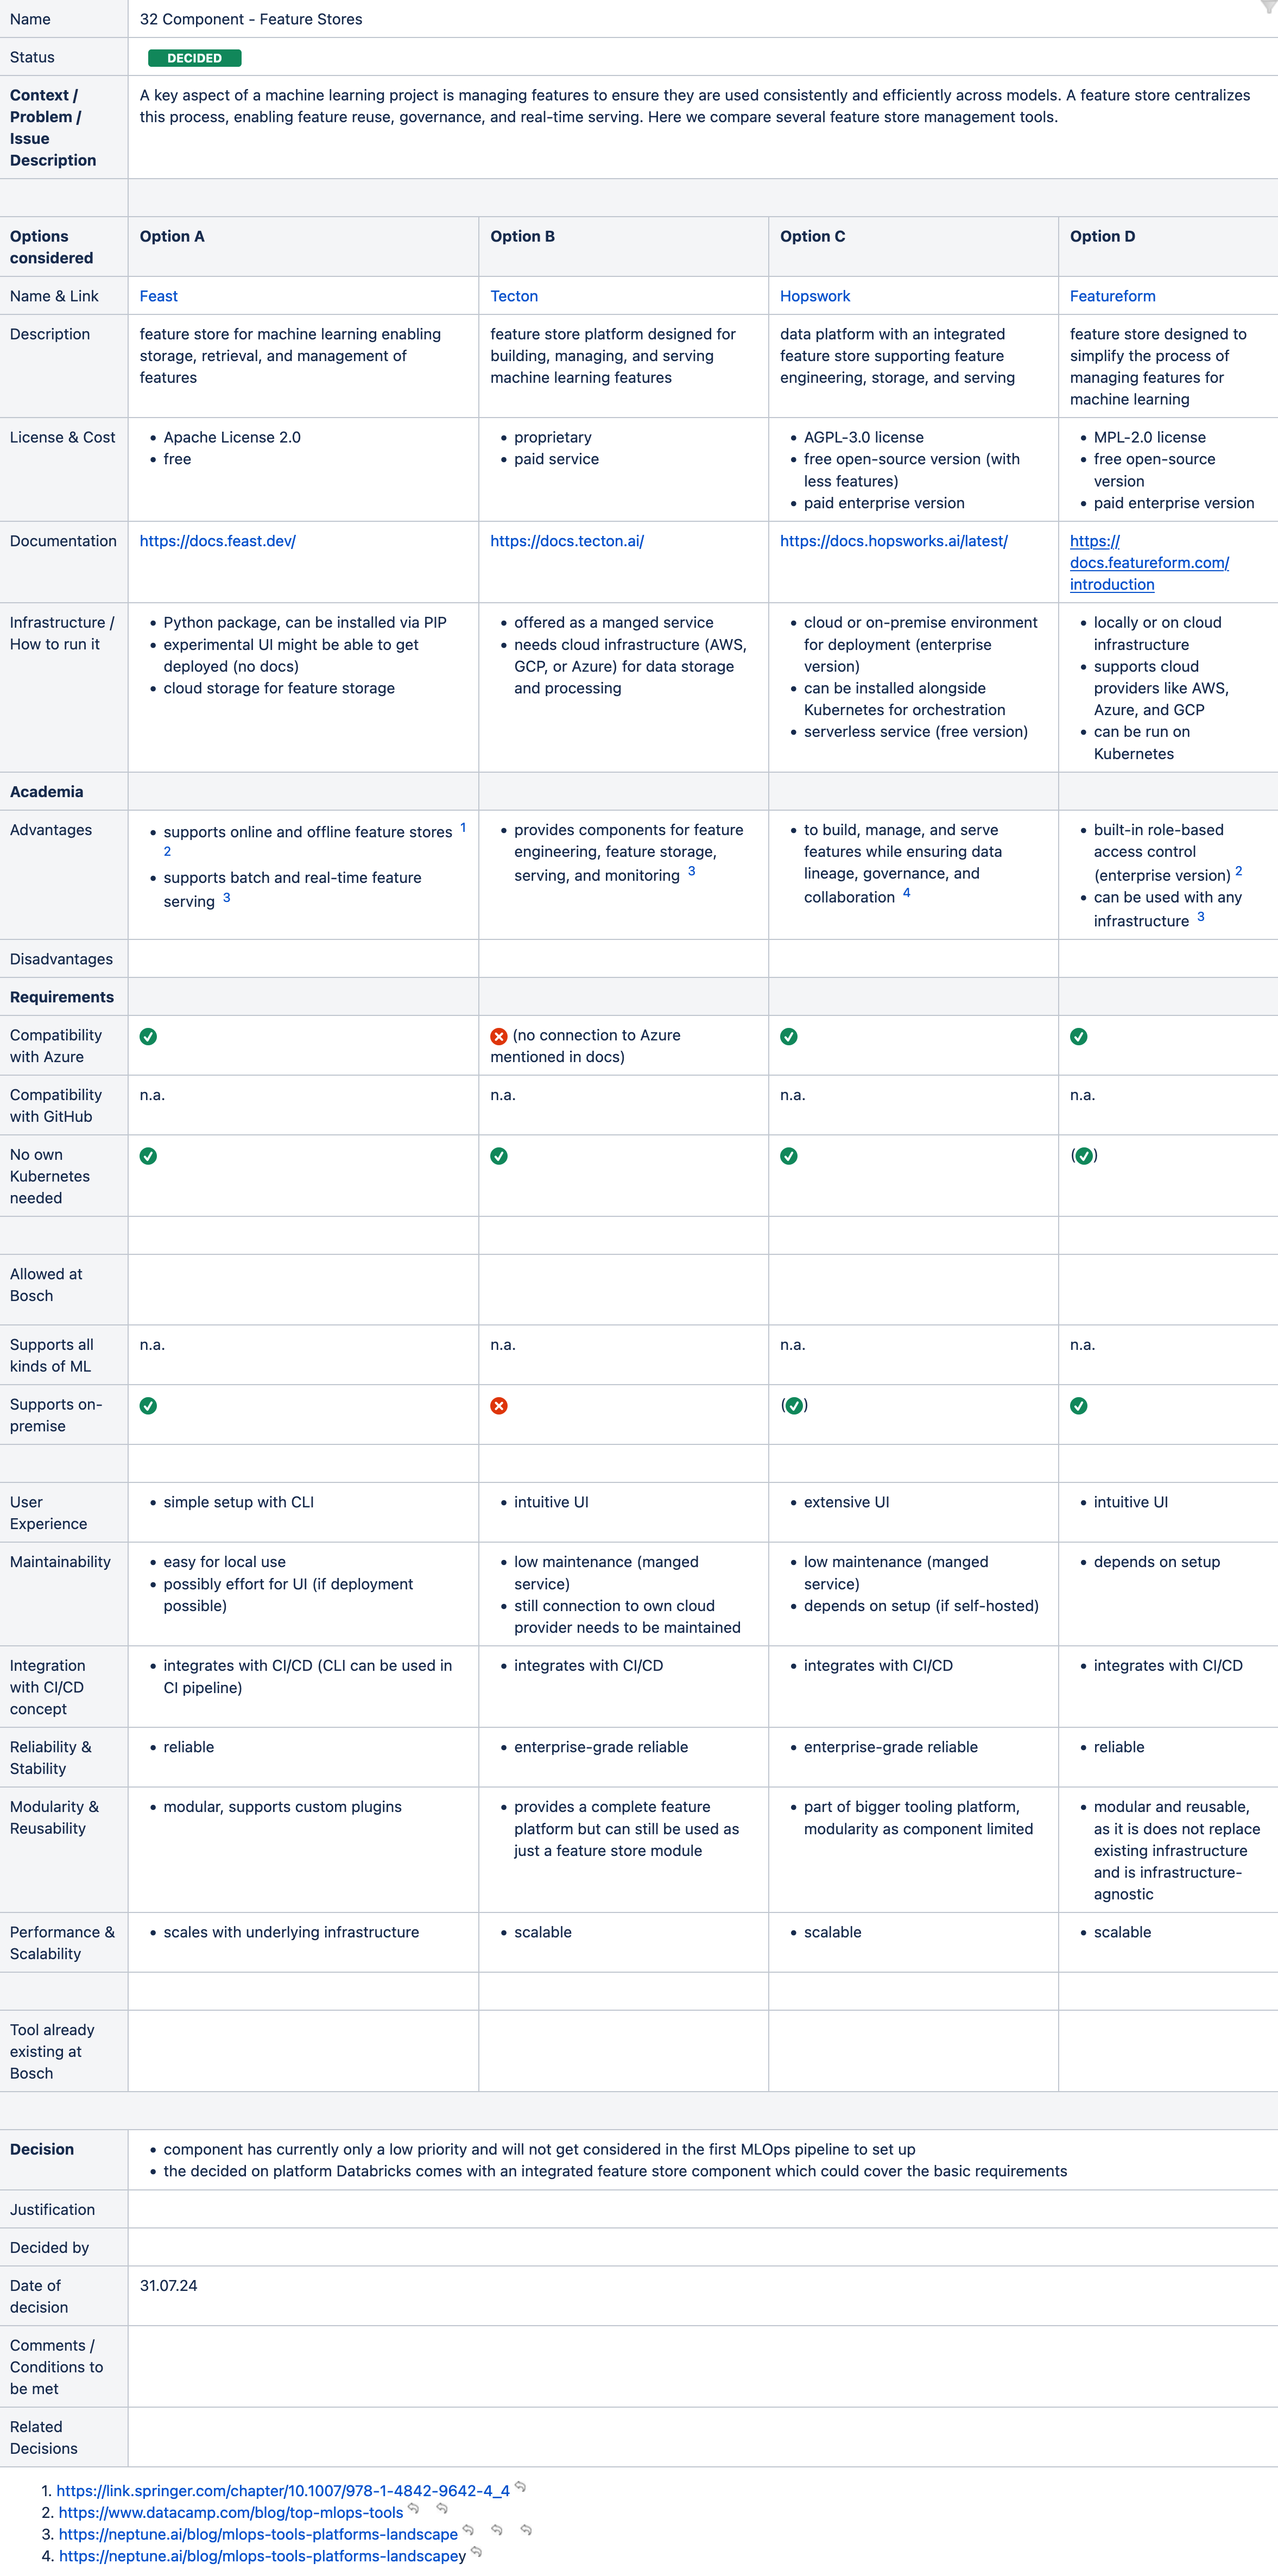 Name
32 Component - Feature Stores
Status
DECIDED
Context /
Problem /
Issue
Description
A key aspect of a machine learning project is managing features to ensure they are used consistently and efficiently across models. A feature store centralizes
this process, enabling feature reuse, governance, and real-time serving. Here we compare several feature store management tools.
Options
considered
Option A
Option B
Option C
Option D
Name & Link
Feast
Tecton
Hopswork
Featureform
Description
feature store for machine learning enabling
storage, retrieval, and management of
features
feature store platform designed for
building, managing, and serving
machine learning features
data platform with an integrated
feature store supporting feature
engineering, storage, and serving
feature store designed to
simplify the process of
managing features for
machine learning
License & Cost
• Apache License 2.0
• free
• proprietary
• paid service
• AGPL-3.0 license
• free open-source version (with
less features)
• paid enterprise version
• MPL-2.0 license
• free open-source
version
• paid enterprise version
Documentation
https://docs.feast.dev/
https://docs.tecton.ai/
https://docs.hopsworks.ai/latest/
https://
docs.featureform.com/
introduction
Infrastructure /
How to run it
• Python package, can be installed via PIP
• experimental UI might be able to get
deployed (no docs)
• cloud storage for feature storage
• offered as a manged service
• needs cloud infrastructure (AWS,
GCP, or Azure) for data storage
and processing
• cloud or on-premise environment
for deployment (enterprise
version)
• can be installed alongside
Kubernetes for orchestration
• serverless service (free version)
• locally or on cloud
infrastructure
• supports cloud
providers like AWS,
Azure, and GCP
• can be run on
Kubernetes
Academia
Advantages
• supports online and offline feature stores 1
2
• supports batch and real-time feature
serving 3
• provides components for feature
engineering, feature storage,
serving, and monitoring 3
• to build, manage, and serve
features while ensuring data
lineage, governance, and
collaboration 4
• built-in role-based
access control
(enterprise version) 2
• can be used with any
infrastructure 3
Disadvantages
Requirements
Compatibility
with Azure
(no connection to Azure
mentioned in docs)
Compatibility
with GitHub
n.a.
n.a.
n.a.
n.a.
No own
Kubernetes
needed
( )
Allowed at
Bosch
Supports all
kinds of ML
n.a.
n.a.
n.a.
n.a.
Supports on-
premise
( )
User
Experience
• simple setup with CLI
• intuitive UI
• extensive UI
• intuitive UI
Maintainability
• easy for local use
• possibly effort for UI (if deployment
possible)
• low maintenance (manged
service)
• still connection to own cloud
provider needs to be maintained
• low maintenance (manged
service)
• depends on setup (if self-hosted)
• depends on setup
Integration
with CI/CD
concept
• integrates with CI/CD (CLI can be used in
CI pipeline)
• integrates with CI/CD
• integrates with CI/CD
• integrates with CI/CD
Reliability &
Stability
• reliable
• enterprise-grade reliable
• enterprise-grade reliable
• reliable
Modularity &
Reusability
• modular, supports custom plugins
• provides a complete feature
platform but can still be used as
just a feature store module
• part of bigger tooling platform,
modularity as component limited
• modular and reusable,
as it is does not replace
existing infrastructure
and is infrastructure-
agnostic
Performance &
Scalability
• scales with underlying infrastructure
• scalable
• scalable
• scalable
Tool already
existing at
Bosch
Decision
• component has currently only a low priority and will not get considered in the first MLOps pipeline to set up
• the decided on platform Databricks comes with an integrated feature store component which could cover the basic requirements
Justification
Decided by
Date of
decision
31.07.24
Comments /
Conditions to
be met
Related
Decisions
1. https://link.springer.com/chapter/10.1007/978-1-4842-9642-4_4
2. https://www.datacamp.com/blog/top-mlops-tools
3. https://neptune.ai/blog/mlops-tools-platforms-landscape
4. https://neptune.ai/blog/mlops-tools-platforms-landscapey